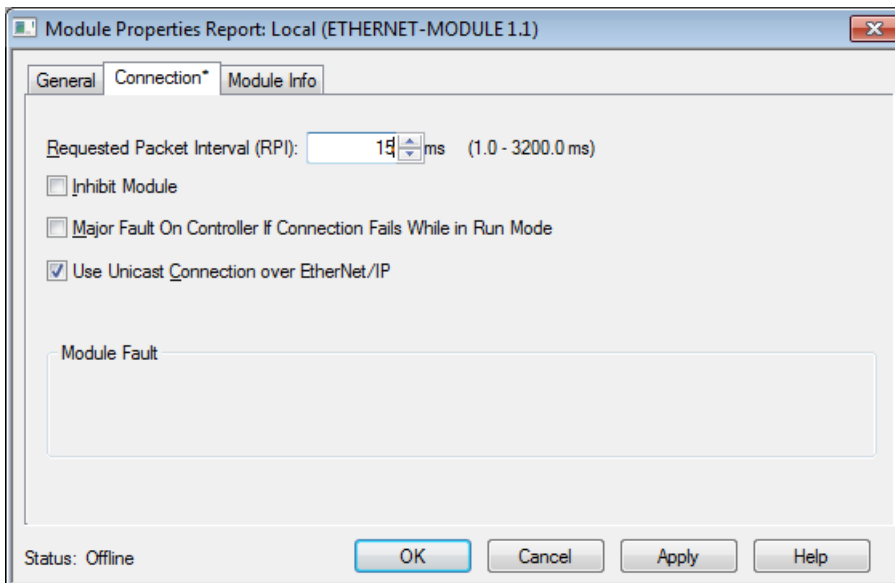 Module Properties Report: Local (ETHERNET-MODULE 1.1)
General Connection* Module Info
Requested Packet Interval (RPI): 15 ms (1.0 - 3200.0 ms)
Inhibit Module
Major Fault On Controller If Connection Fails While in Run Mode
Use Unicast Connection over EtherNet/IP
Module Fault
Status: Offline OK Cancel Apply Help